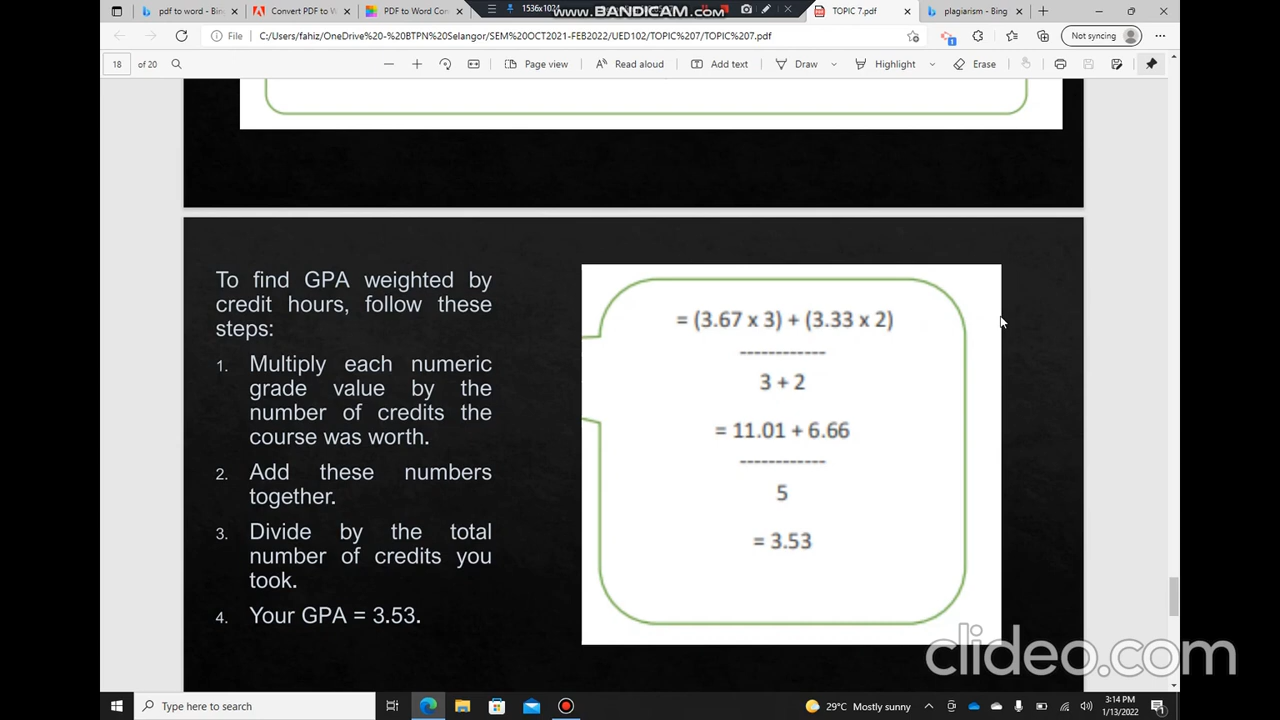 pdf to word - Bin
Convert PDF to W
PDF to Word Con
1536x102
www.BANDICAM.com
TOPIC 7.pdf
plagiarism - Bing
File
C:/Users/fahiz/OneDrive%20-%20BTPN%20Selangor/SEM%20OCT2021-FEB2022/UED102/TOPIC%207/TOPIC%207.pdf
Not syncing
18 of 20
Page view
Read aloud
Add text
Draw
Highlight
Erase
To find GPA weighted by
credit hours, follow these
steps:
1. Multiply each numeric
grade value by the
number of credits the
course was worth.
2. Add these numbers
together.
3. Divide by the total
number of credits you
took.
4. Your GPA = 3.53.
= (3.67 x 3) + (3.33 x 2)
------------
3 + 2
= 11.01 + 6.66
------------
5
= 3.53
clideo.com
Type here to search
29°C Mostly sunny
3:14 PM
1/13/2022